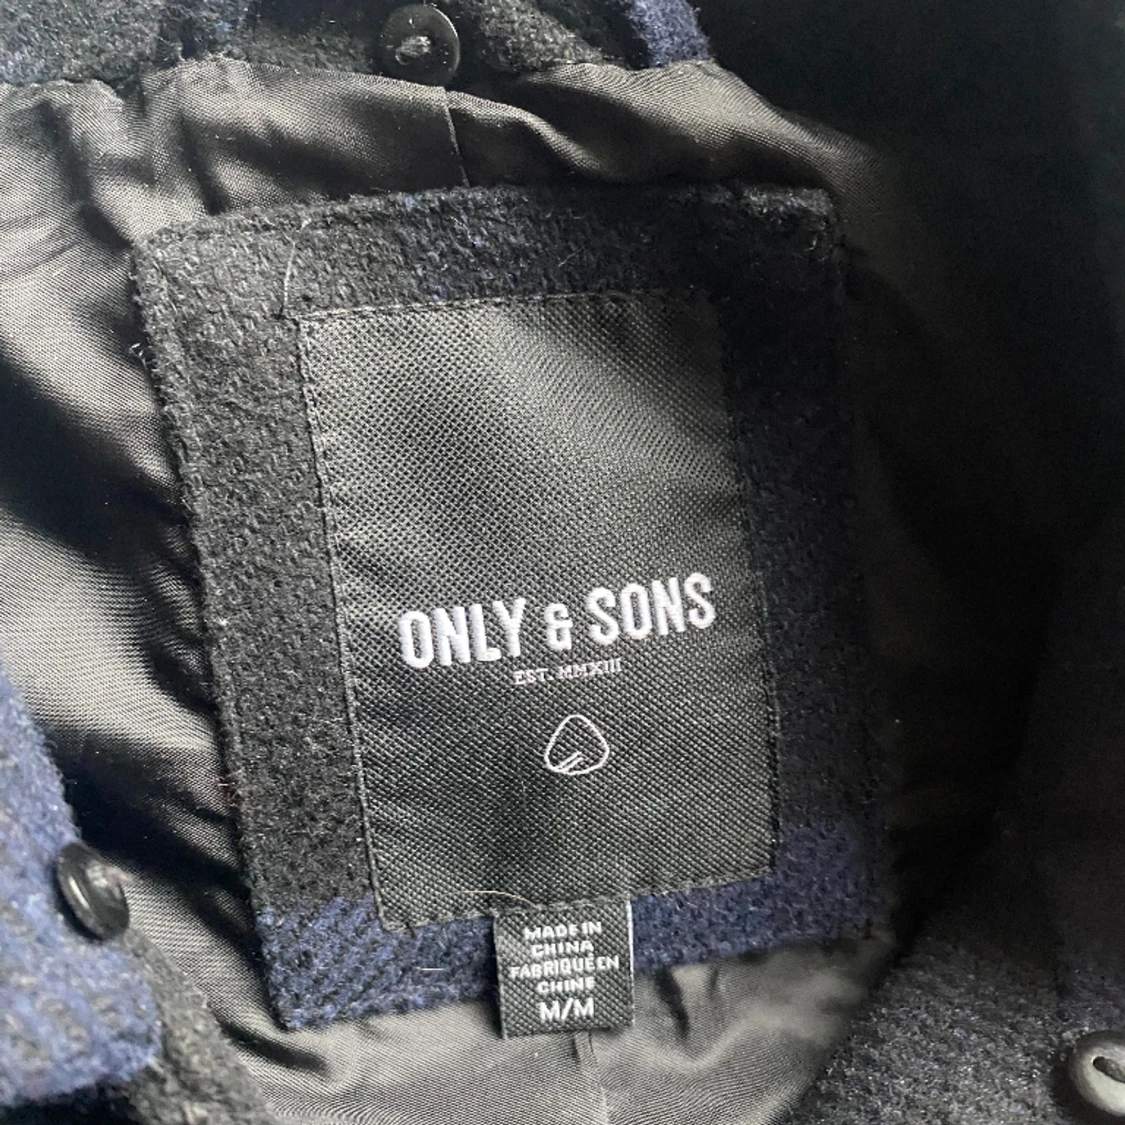 ONLY & SONS
EST. MMXIII
MADE IN
CHINA
FABRIQUÉ EN
CHINE
M/M